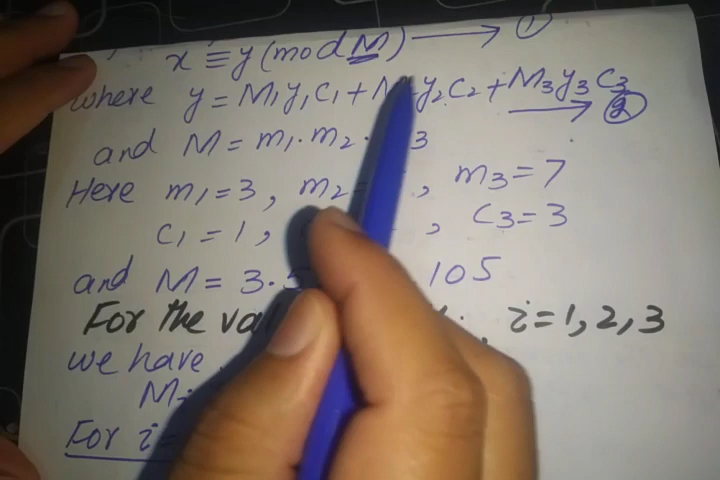 x ≡ y (mod M) → 1
where y = M₁y₁c₁ + y₂c₂ + M₃y₃c₃ → 2
and M = m₁. m₂. 3
Here m₁ = 3, m₂ , m₃ = 7
c₁ = 1, , c₃ = 3
and M = 3. 105
For the i = 1, 2, 3
we have
M
For i =